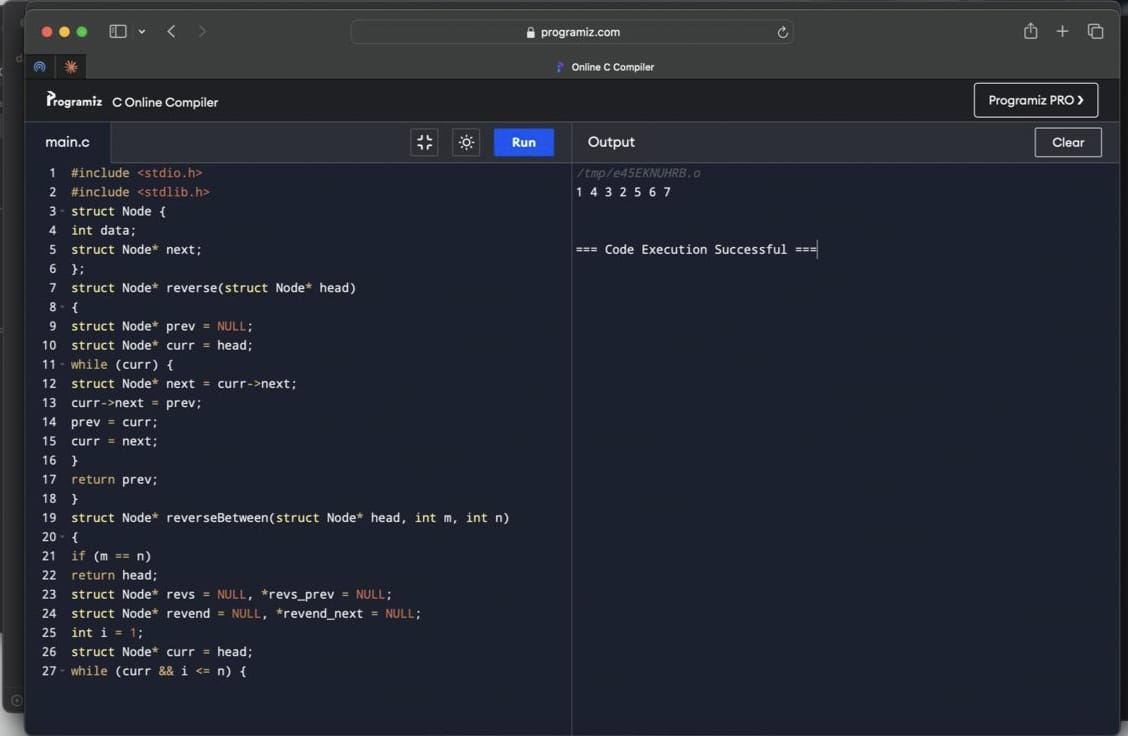 programiz.com
Online C Compiler
Programiz C Online Compiler
Programiz PRO ❯
main.c
Run
Output
Clear
1 #include <stdio.h>
2 #include <stdlib.h>
3 struct Node {
4 int data;
5 struct Node* next;
6 };
7 struct Node* reverse(struct Node* head)
8 {
9 struct Node* prev = NULL;
10 struct Node* curr = head;
11 while (curr) {
12 struct Node* next = curr->next;
13 curr->next = prev;
14 prev = curr;
15 curr = next;
16 }
17 return prev;
18 }
19 struct Node* reverseBetween(struct Node* head, int m, int n)
20 {
21 if (m == n)
22 return head;
23 struct Node* revs = NULL, *revs_prev = NULL;
24 struct Node* revend = NULL, *revend_next = NULL;
25 int i = 1;
26 struct Node* curr = head;
27 while (curr && i <= n) {
/tmp/e45EKNUHRB.o
1 4 3 2 5 6 7
=== Code Execution Successful ===